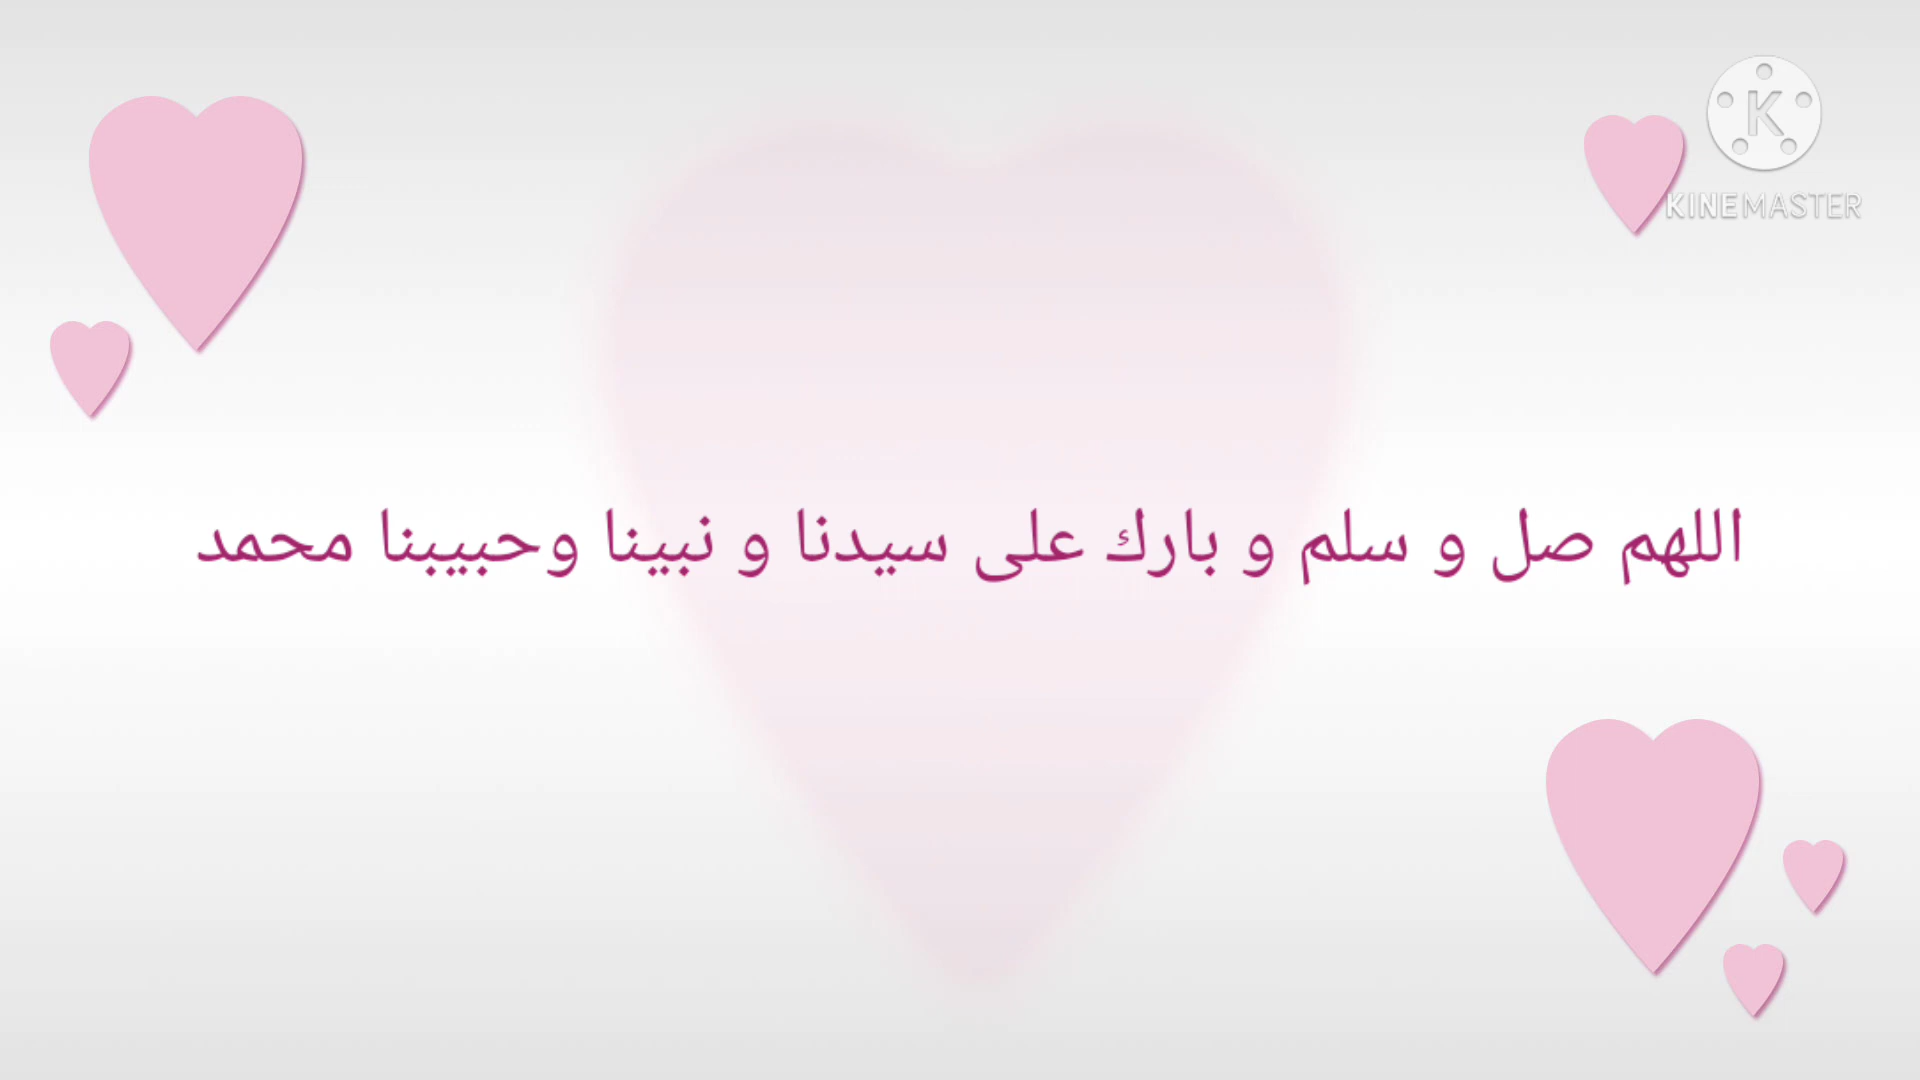 KINEMASTER
اللهم صل و سلم و بارك على سيدنا و نبينا وحبيبنا محمد